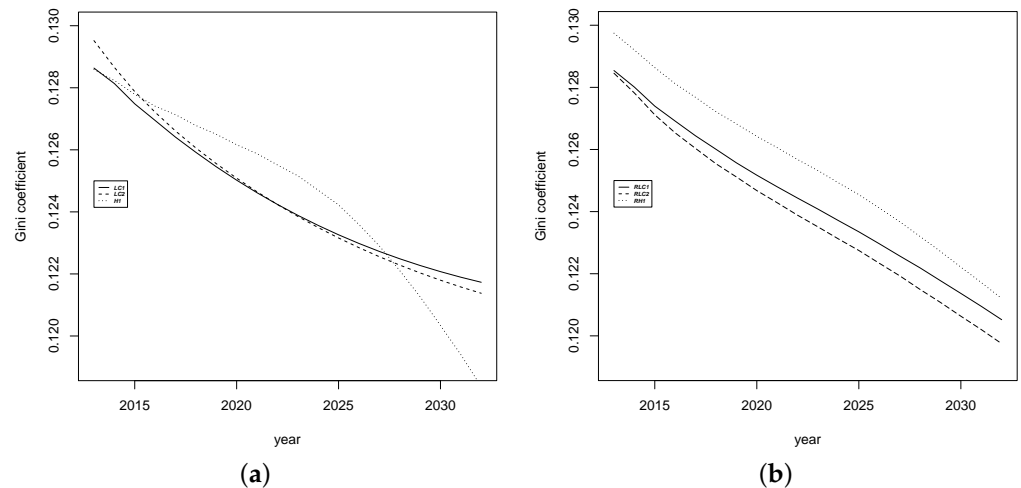 0.130
0.128
0.126
0.124
0.122
0.120
Gini coefficient
LC1
LC2
H1
2015
2020
2025
2030
year
(a)
0.130
0.128
0.126
0.124
0.122
0.120
Gini coefficient
RLC1
RLC2
RH1
2015
2020
2025
2030
year
(b)